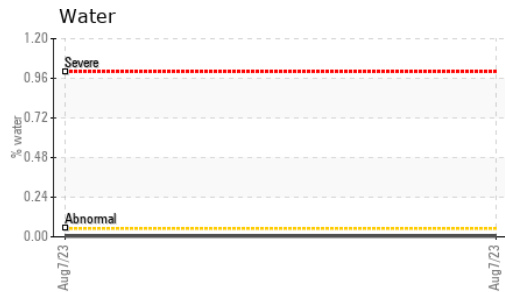 Water
1.20
Severe
0.96
0.72
% water
0.48
0.24
Abnormal
0.00
Aug7/23
Aug7/23